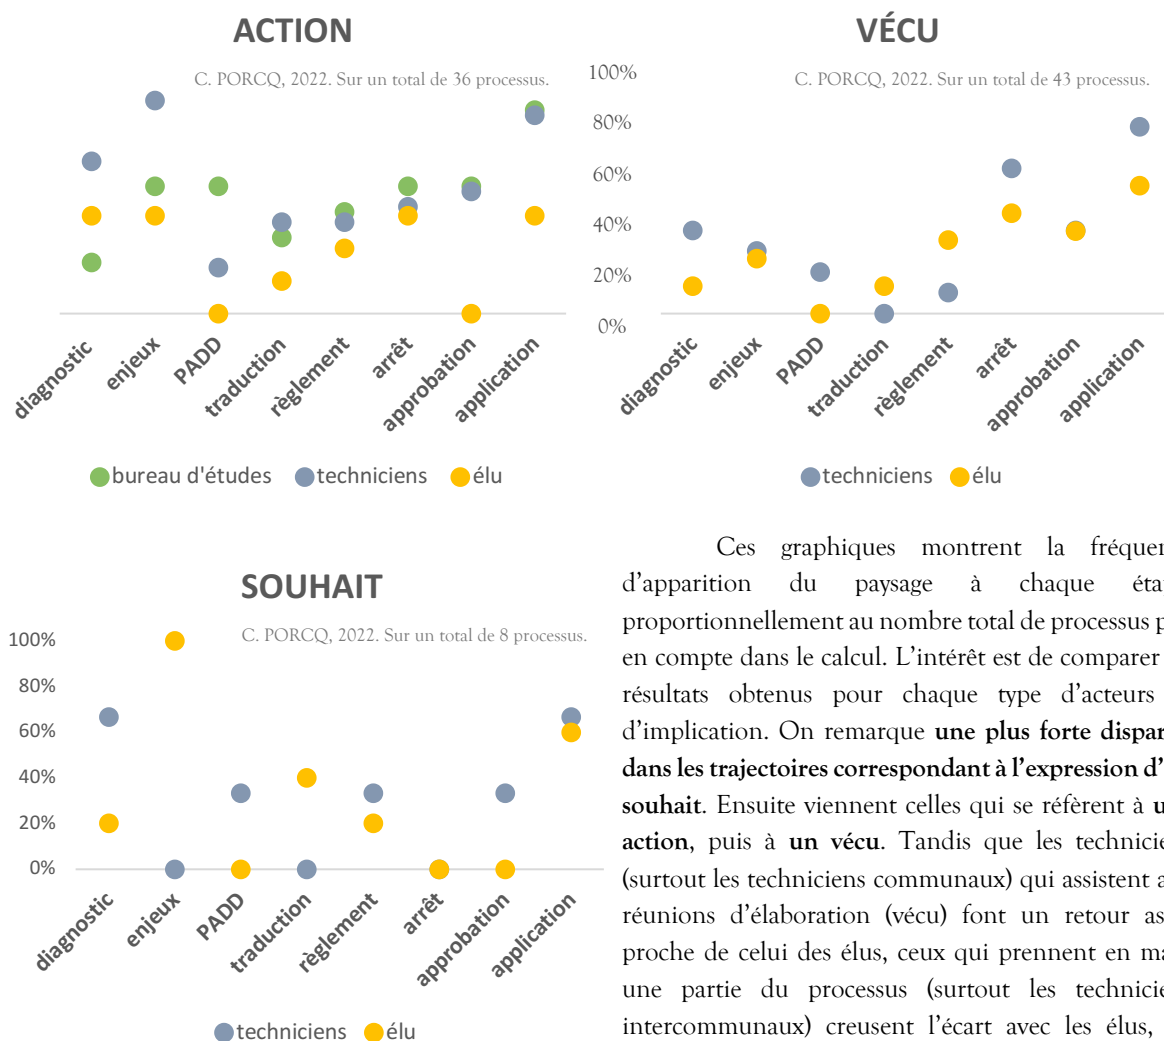 ACTION
C. PORCQ, 2022. Sur un total de 36 processus.
diagnostic
enjeux
PADD
traduction
règlement
arrêt
approbation
application
bureau d'études techniciens élu
VÉCU
C. PORCQ, 2022. Sur un total de 43 processus.
100%
80%
60%
40%
20%
0%
diagnostic
enjeux
PADD
traduction
règlement
arrêt
approbation
application
techniciens élu
SOUHAIT
C. PORCQ, 2022. Sur un total de 8 processus.
100%
80%
60%
40%
20%
0%
diagnostic
enjeux
PADD
traduction
règlement
arrêt
approbation
application
techniciens élu
Ces graphiques montrent la fréquen
d'apparition du paysage à chaque éta
proportionnellement au nombre total de processus p
en compte dans le calcul. L'intérêt est de comparer
résultats obtenus pour chaque type d'acteurs
d'implication. On remarque une plus forte dispar
dans les trajectoires correspondant à l'expression d'
souhait. Ensuite viennent celles qui se réfèrent à u
action, puis à un vécu. Tandis que les technicie
(surtout les techniciens communaux) qui assistent a
réunions d'élaboration (vécu) font un retour as
proche de celui des élus, ceux qui prennent en ma
une partie du processus (surtout les technicie
intercommunaux) creusent l'écart avec les élus,